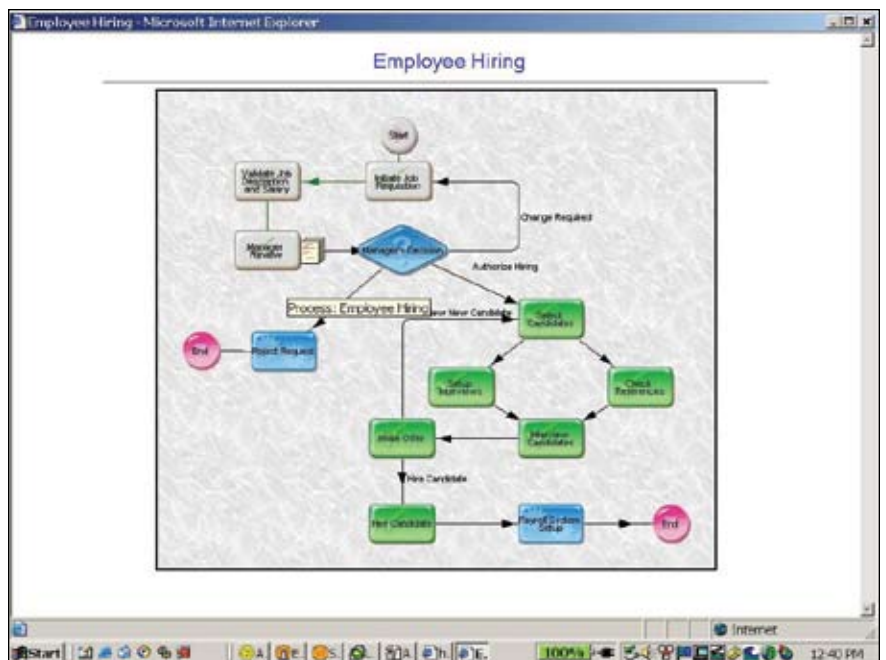 Employee Hiring - Microsoft Internet Explorer
Employee Hiring
Start
Validate Job
Description
and Salary
Initiate Job
Requisition
Change Required
Manager
Manager's Decision
Authorize Hiring
Process: Employee Hiring
New Candidate
Select
Candidates
End
Reject Request
Setup
Interviews
Check
References
Make Offer
Interview
Candidates
Hire Candidate
Hire Candidate
Payroll System
Setup
End
Internet
Start
100%
12:40 PM